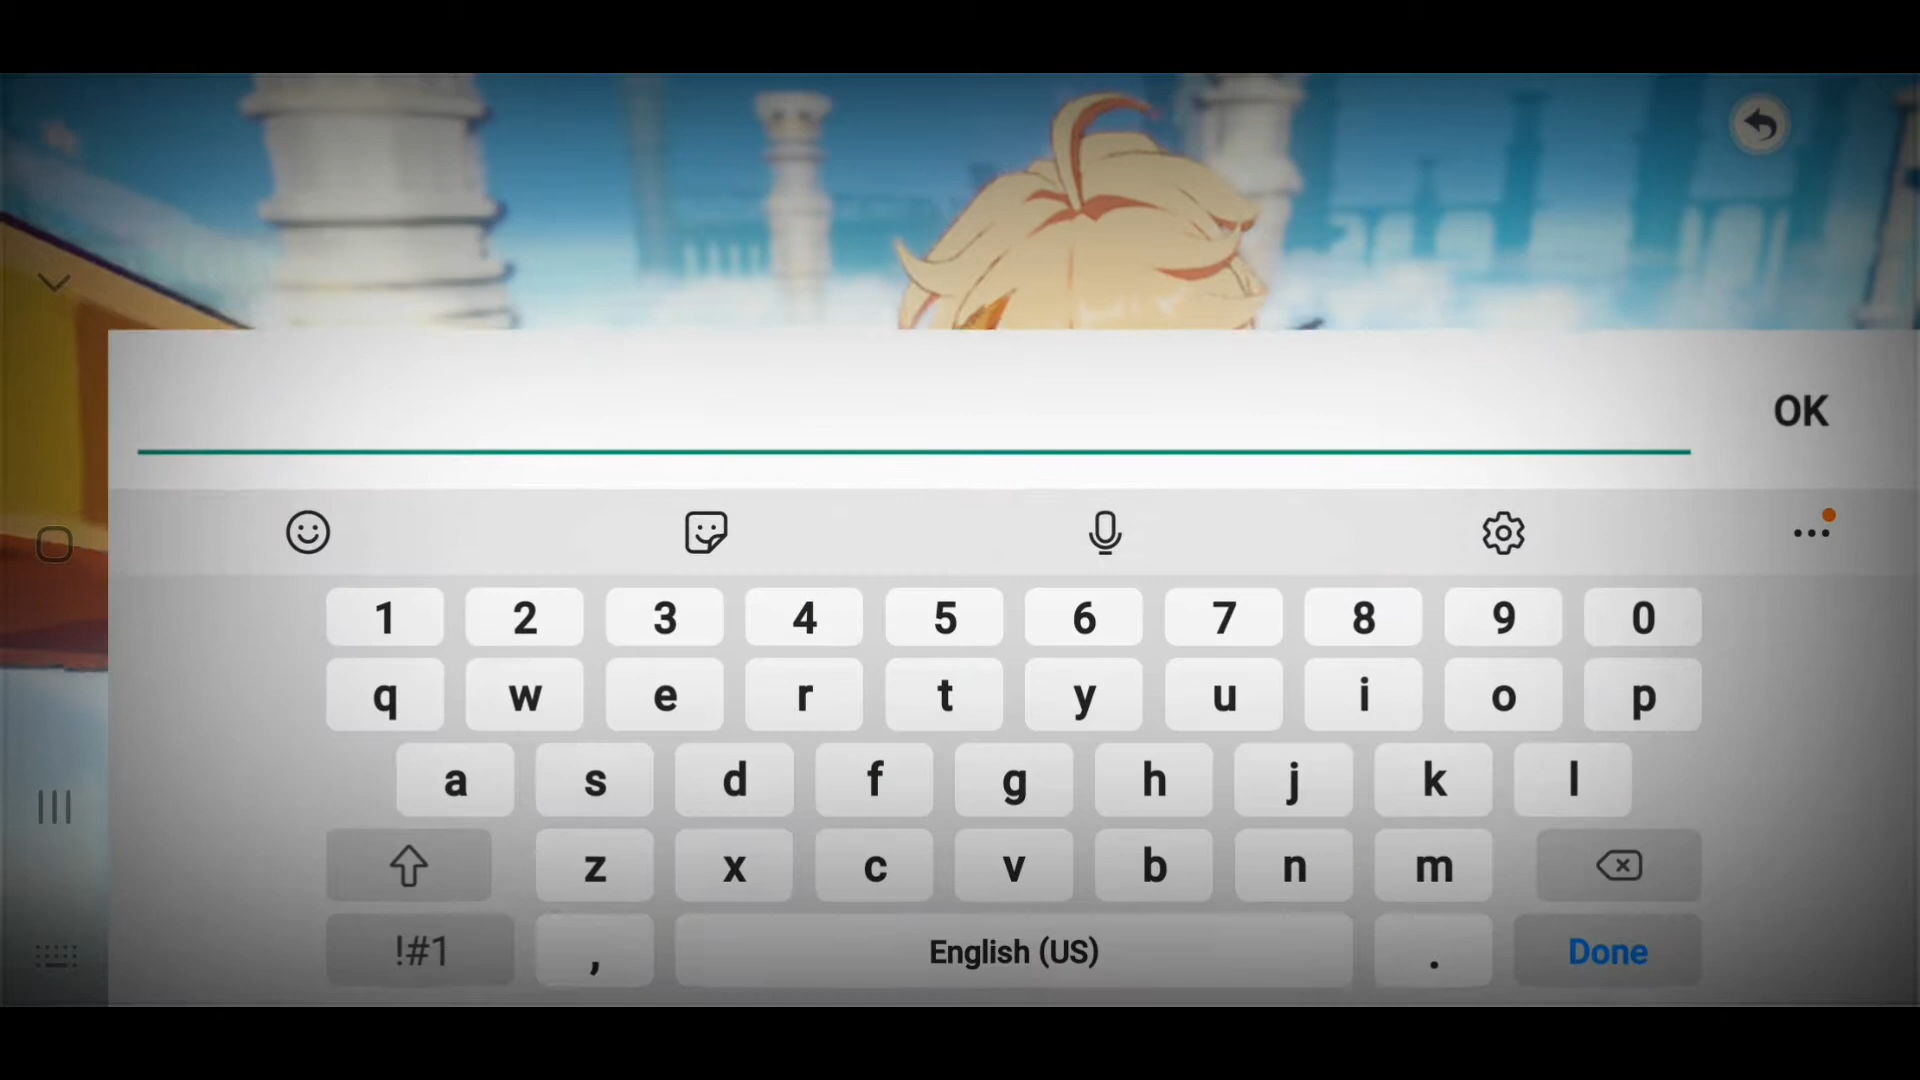 OK
1 2 3 4 5 6 7 8 9 0
q w e r t y u i o p
a s d f g h j k l
z x c v b n m
!#1 , English (US) . Done